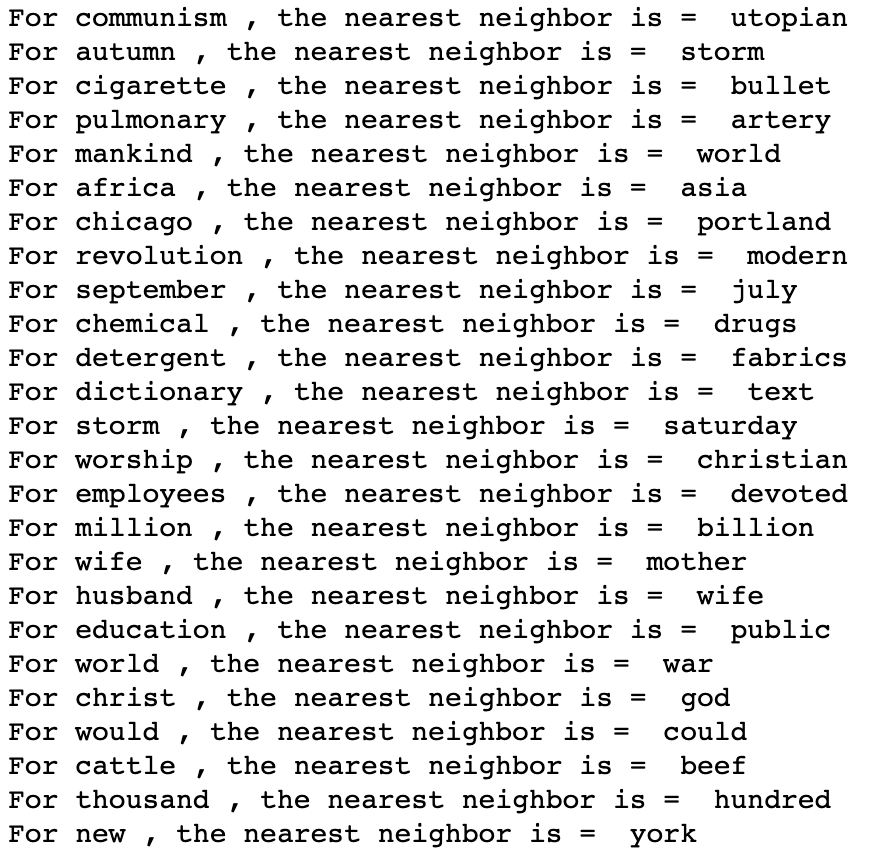 For communism , the nearest neighbor is =  utopian
For autumn , the nearest neighbor is =  storm
For cigarette , the nearest neighbor is =  bullet
For pulmonary , the nearest neighbor is =  artery
For mankind , the nearest neighbor is =  world
For africa , the nearest neighbor is =  asia
For chicago , the nearest neighbor is =  portland
For revolution , the nearest neighbor is =  modern
For september , the nearest neighbor is =  july
For chemical , the nearest neighbor is =  drugs
For detergent , the nearest neighbor is =  fabrics
For dictionary , the nearest neighbor is =  text
For storm , the nearest neighbor is =  saturday
For worship , the nearest neighbor is =  christian
For employees , the nearest neighbor is =  devoted
For million , the nearest neighbor is =  billion
For wife , the nearest neighbor is =  mother
For husband , the nearest neighbor is =  wife
For education , the nearest neighbor is =  public
For world , the nearest neighbor is =  war
For christ , the nearest neighbor is =  god
For would , the nearest neighbor is =  could
For cattle , the nearest neighbor is =  beef
For thousand , the nearest neighbor is =  hundred
For new , the nearest neighbor is =  york